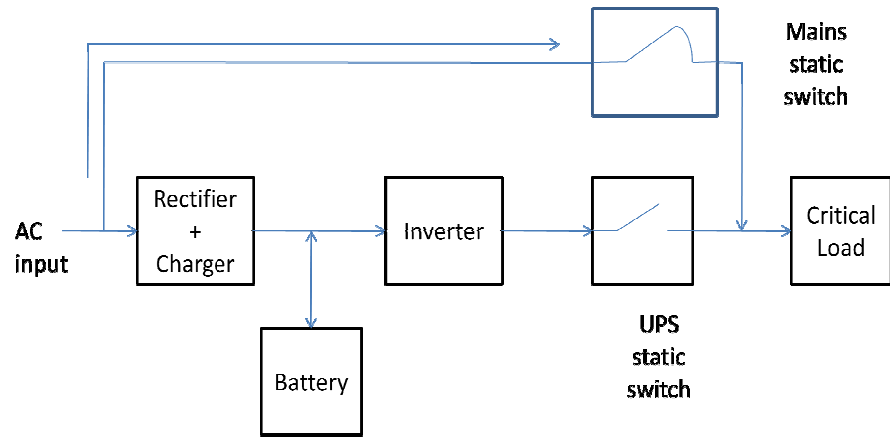 Mains
static
switch
AC
input
Rectifier
+
Charger
Inverter
Critical
Load
Battery
UPS
static
switch